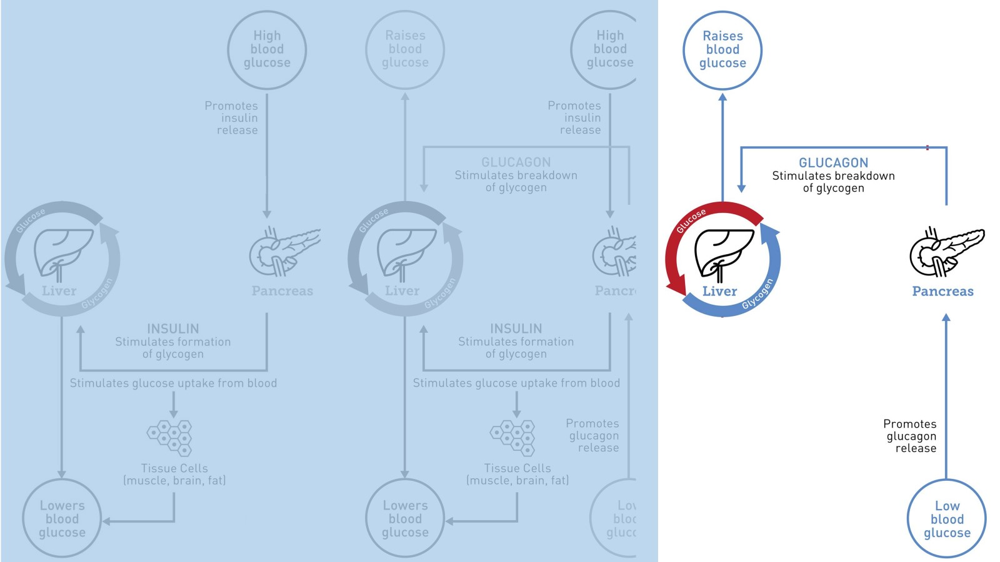 High
blood
glucose
Promotes
insulin
release
Glucose
Liver
Glycogen
Pancreas
INSULIN
Stimulates formation
of glycogen
Stimulates glucose uptake from blood
Tissue Cells
(muscle, brain, fat)
Lowers
blood
glucose
Raises
blood
glucose
High
blood
glucose
Promotes
insulin
release
GLUCAGON
Stimulates breakdown
of glycogen
Glucose
Liver
Glycogen
Pancr
INSULIN
Stimulates formation
of glycogen
Stimulates glucose uptake from blood
Promotes
glucagon
release
Tissue Cells
(muscle, brain, fat)
Lowers
blood
glucose
Raises
blood
glucose
GLUCAGON
Stimulates breakdown
of glycogen
Glucose
Liver
Glycogen
Pancreas
Promotes
glucagon
release
Low
blood
glucose